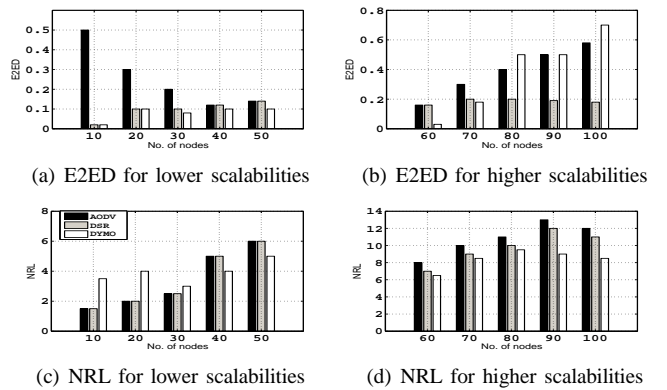 0.5
0.4
0.3
0.2
0.1
0
E2ED
10 20 30 40 50
No. of nodes
(a) E2ED for lower scalabilities
0.8
0.6
0.4
0.2
0
E2ED
60 70 80 90 100
No. of nodes
(b) E2ED for higher scalabilities
8
6
4
2
0
NRL
AODV
DSR
DYMO
10 20 30 40 50
No. of nodes
(c) NRL for lower scalabilities
14
12
10
8
6
4
2
0
NRL
60 70 80 90 100
No. of nodes
(d) NRL for higher scalabilities